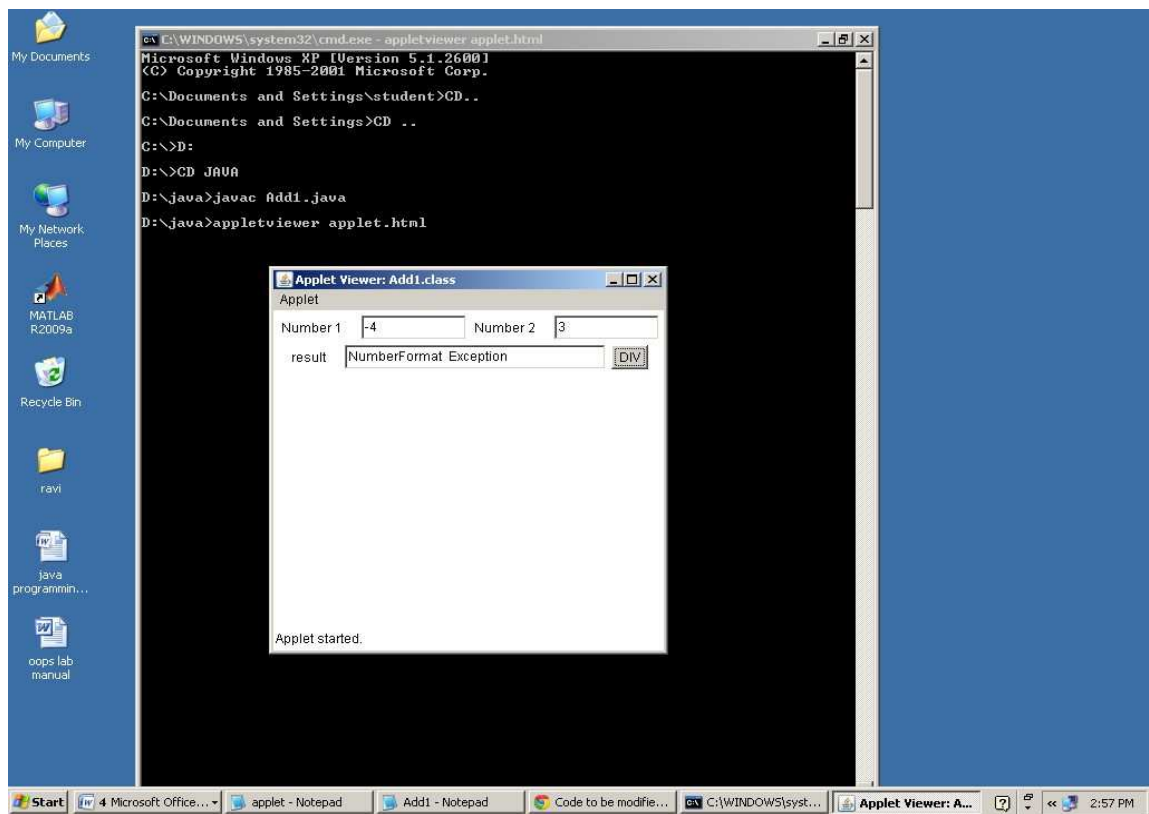 My Documents
My Computer
My Network
Places
MATLAB
R2009a
Recycle Bin
ravi
java
programmin...
oops lab
manual
C:\WINDOWS\system32\cmd.exe - appletviewer applet.html
Microsoft Windows XP [Version 5.1.2600]
(C) Copyright 1985-2001 Microsoft Corp.
C:\Documents and Settings\student>CD..
C:\Documents and Settings>CD ..
C:\>D:
D:\>CD JAVA
D:\java>javac Add1.java
D:\java>appletviewer applet.html
Applet Viewer: Add1.class
Applet
Number 1 -4 Number 2 3
result NumberFormat Exception DIV
Applet started.
Start 4 Microsoft Office... applet - Notepad Add1 - Notepad Code to be modifie... C:\WINDOWS\syst... Applet Viewer: A... 2:57 PM